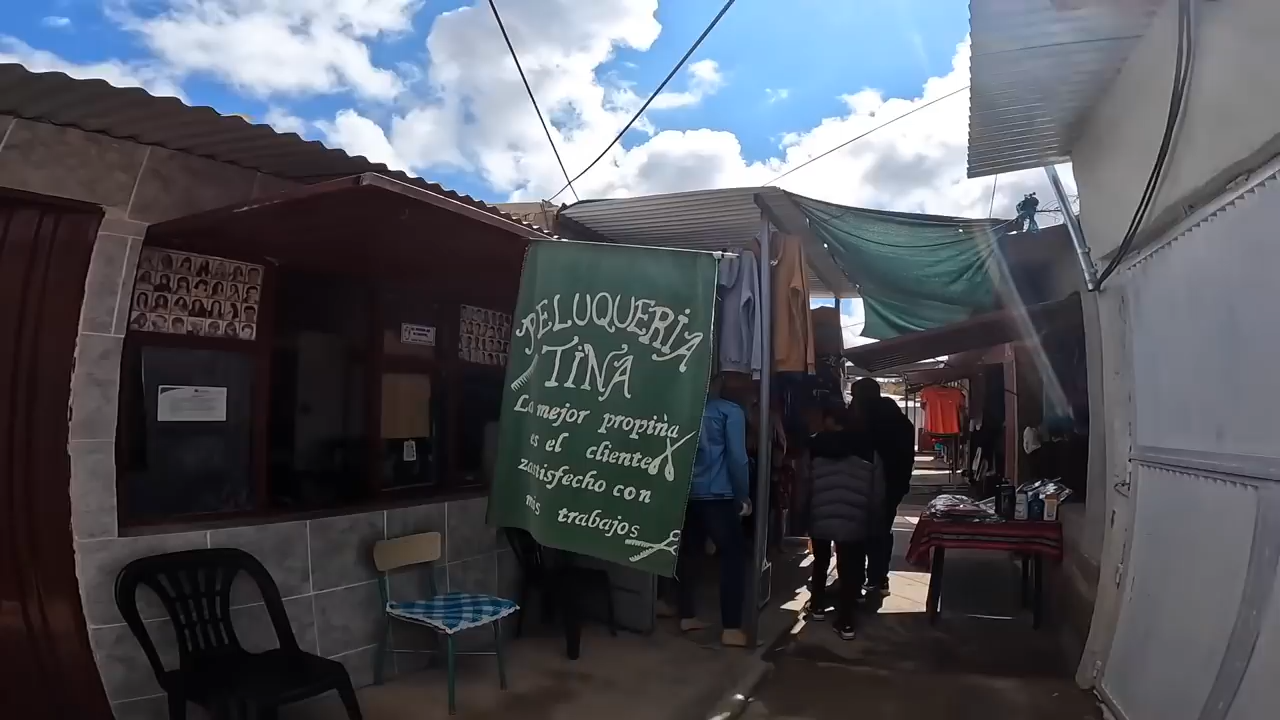 PELUQUERIA
TINA
La mejor propina
es el cliente
zatisfecho con
mis trabajos